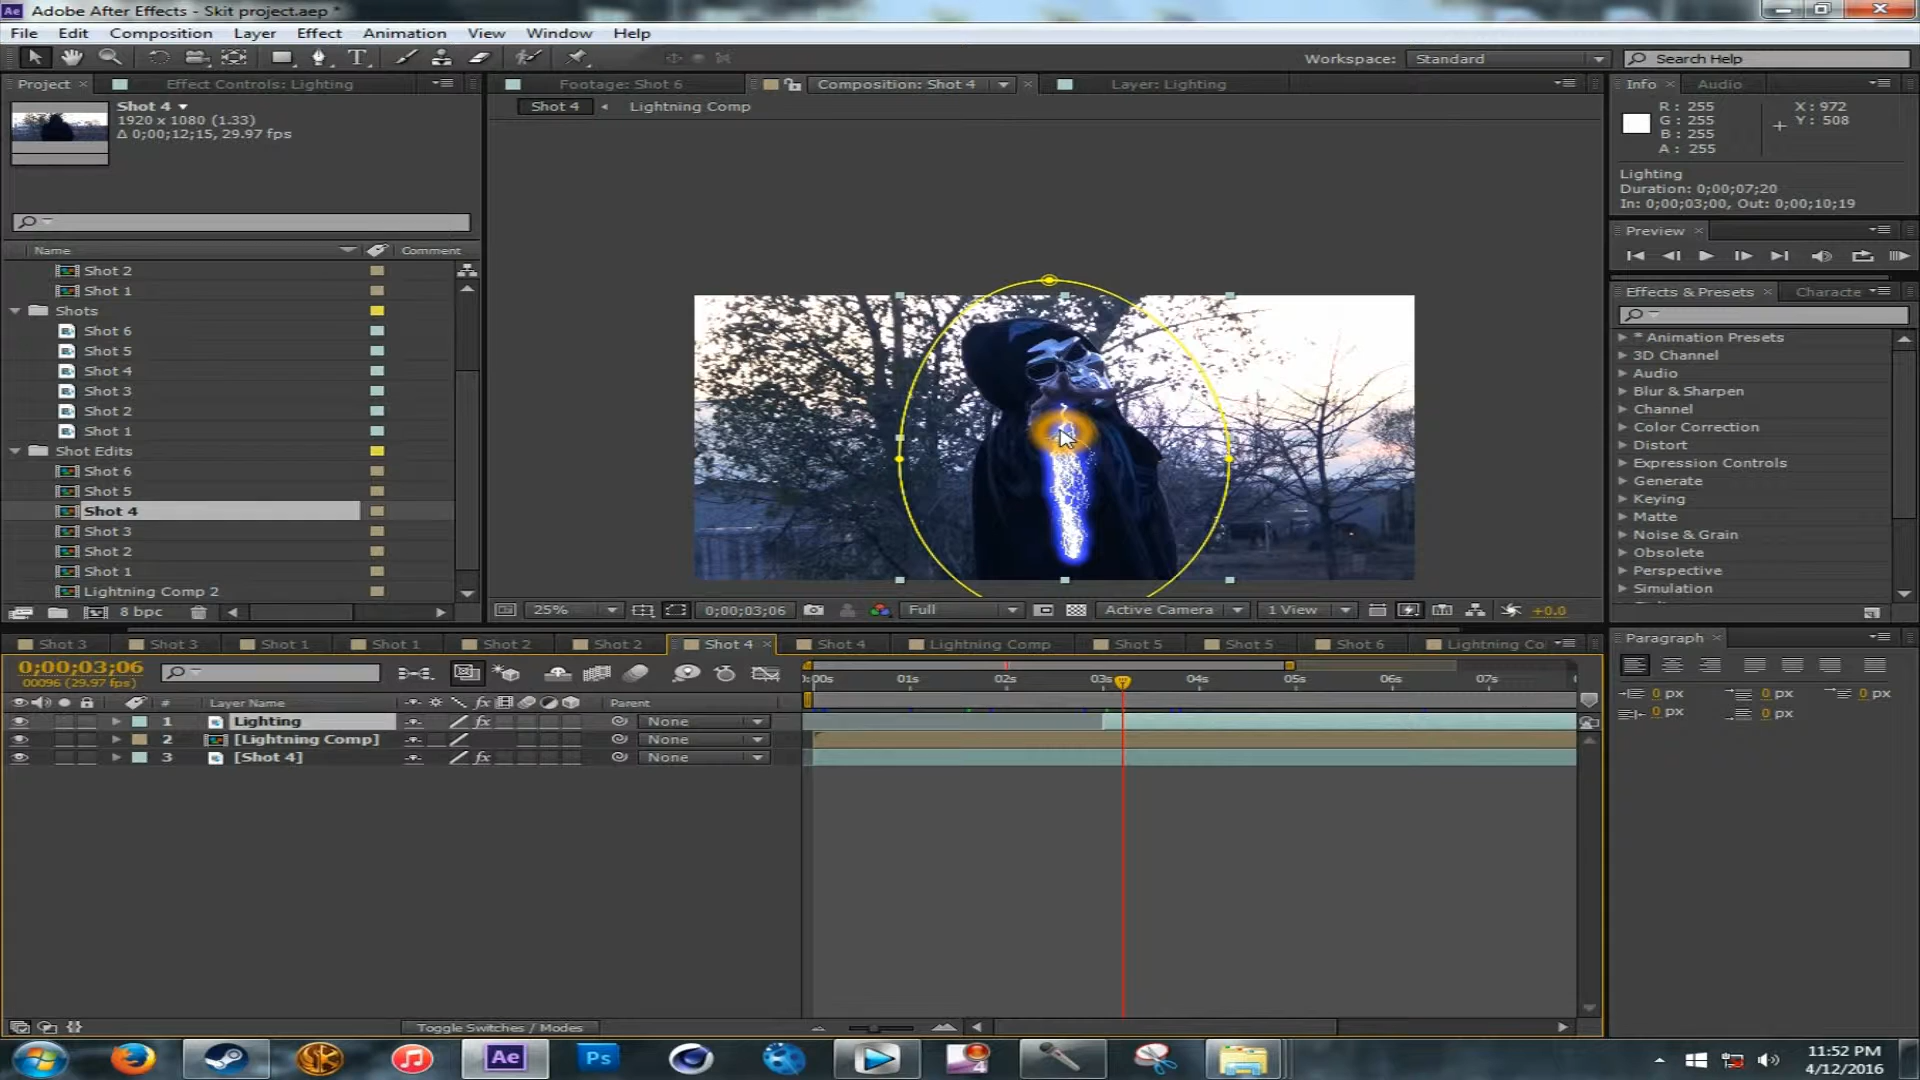 Ae Adobe After Effects - Skit project.aep *
File Edit Composition Layer Effect Animation View Window Help
Workspace: Standard Search Help
Project Effect Controls: Lighting Footage: Shot 6 Composition: Shot 4 Layer: Lighting Info Audio
Shot 4
1920 x 1080 (1.33)
Δ 0;00;12;15, 29.97 fps
Shot 4 Lightning Comp
R: 255
G: 255
B: 255
A: 255
X: 972
Y: 508
Lighting
Duration: 0;00;07;20
In: 0;00;03;00, Out: 0;00;10;19
Preview
Effects & Presets Characte
* Animation Presets
3D Channel
Audio
Blur & Sharpen
Channel
Color Correction
Distort
Expression Controls
Generate
Keying
Matte
Noise & Grain
Obsolete
Perspective
Simulation
Name Comment
Shot 2
Shot 1
Shots
Shot 6
Shot 5
Shot 4
Shot 3
Shot 2
Shot 1
Shot Edits
Shot 6
Shot 5
Shot 4
Shot 3
Shot 2
Shot 1
Lightning Comp 2
8 bpc
25% 0;00;03;06 Full Active Camera 1 View +0.0
Shot 3 Shot 3 Shot 1 Shot 1 Shot 2 Shot 2 Shot 4 Shot 4 Lightning Comp Shot 5 Shot 5 Shot 6 Lightning Co
Paragraph
0 px 0 px 0 px
0 px 0 px
0;00;03;06
00096 (29.97 fps)
0:00s 01s 02s 03s 04s 05s 06s 07s
# Layer Name Parent
1 Lighting fx None
2 [Lightning Comp] None
3 [Shot 4] fx None
Toggle Switches / Modes
Ae Ps 4
11:52 PM
4/12/2016